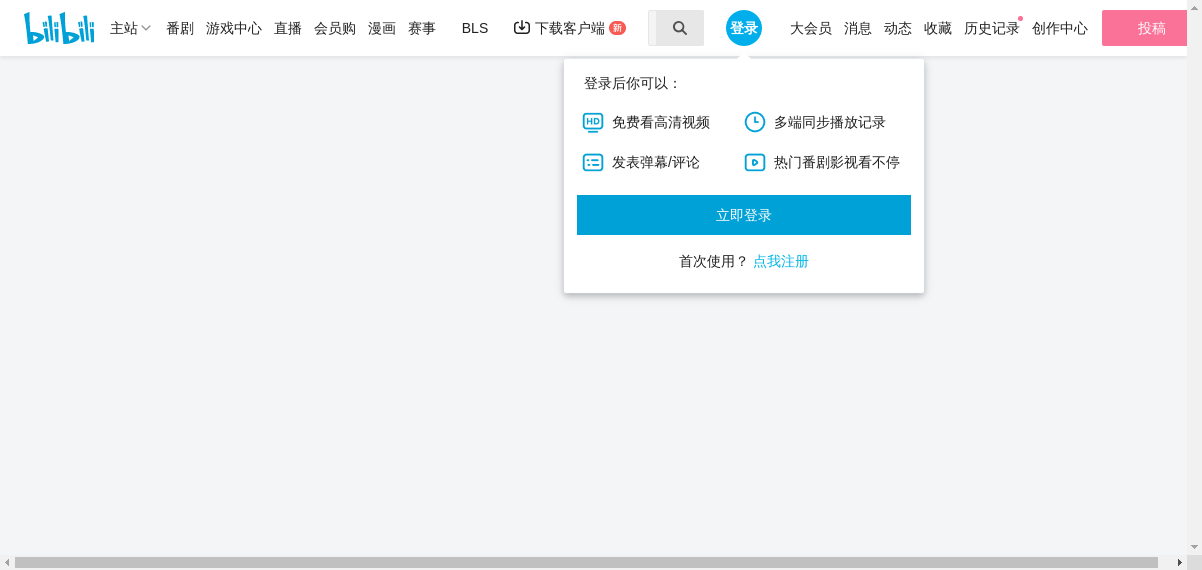 bilibili 主站 番剧 游戏中心 直播 会员购 漫画 赛事 BLS 下载客户端 新 登录 大会员 消息 动态 收藏 历史记录 创作中心 投稿
登录后你可以：
HD 免费看高清视频 多端同步播放记录
发表弹幕/评论 热门番剧影视看不停
立即登录
首次使用？ 点我注册